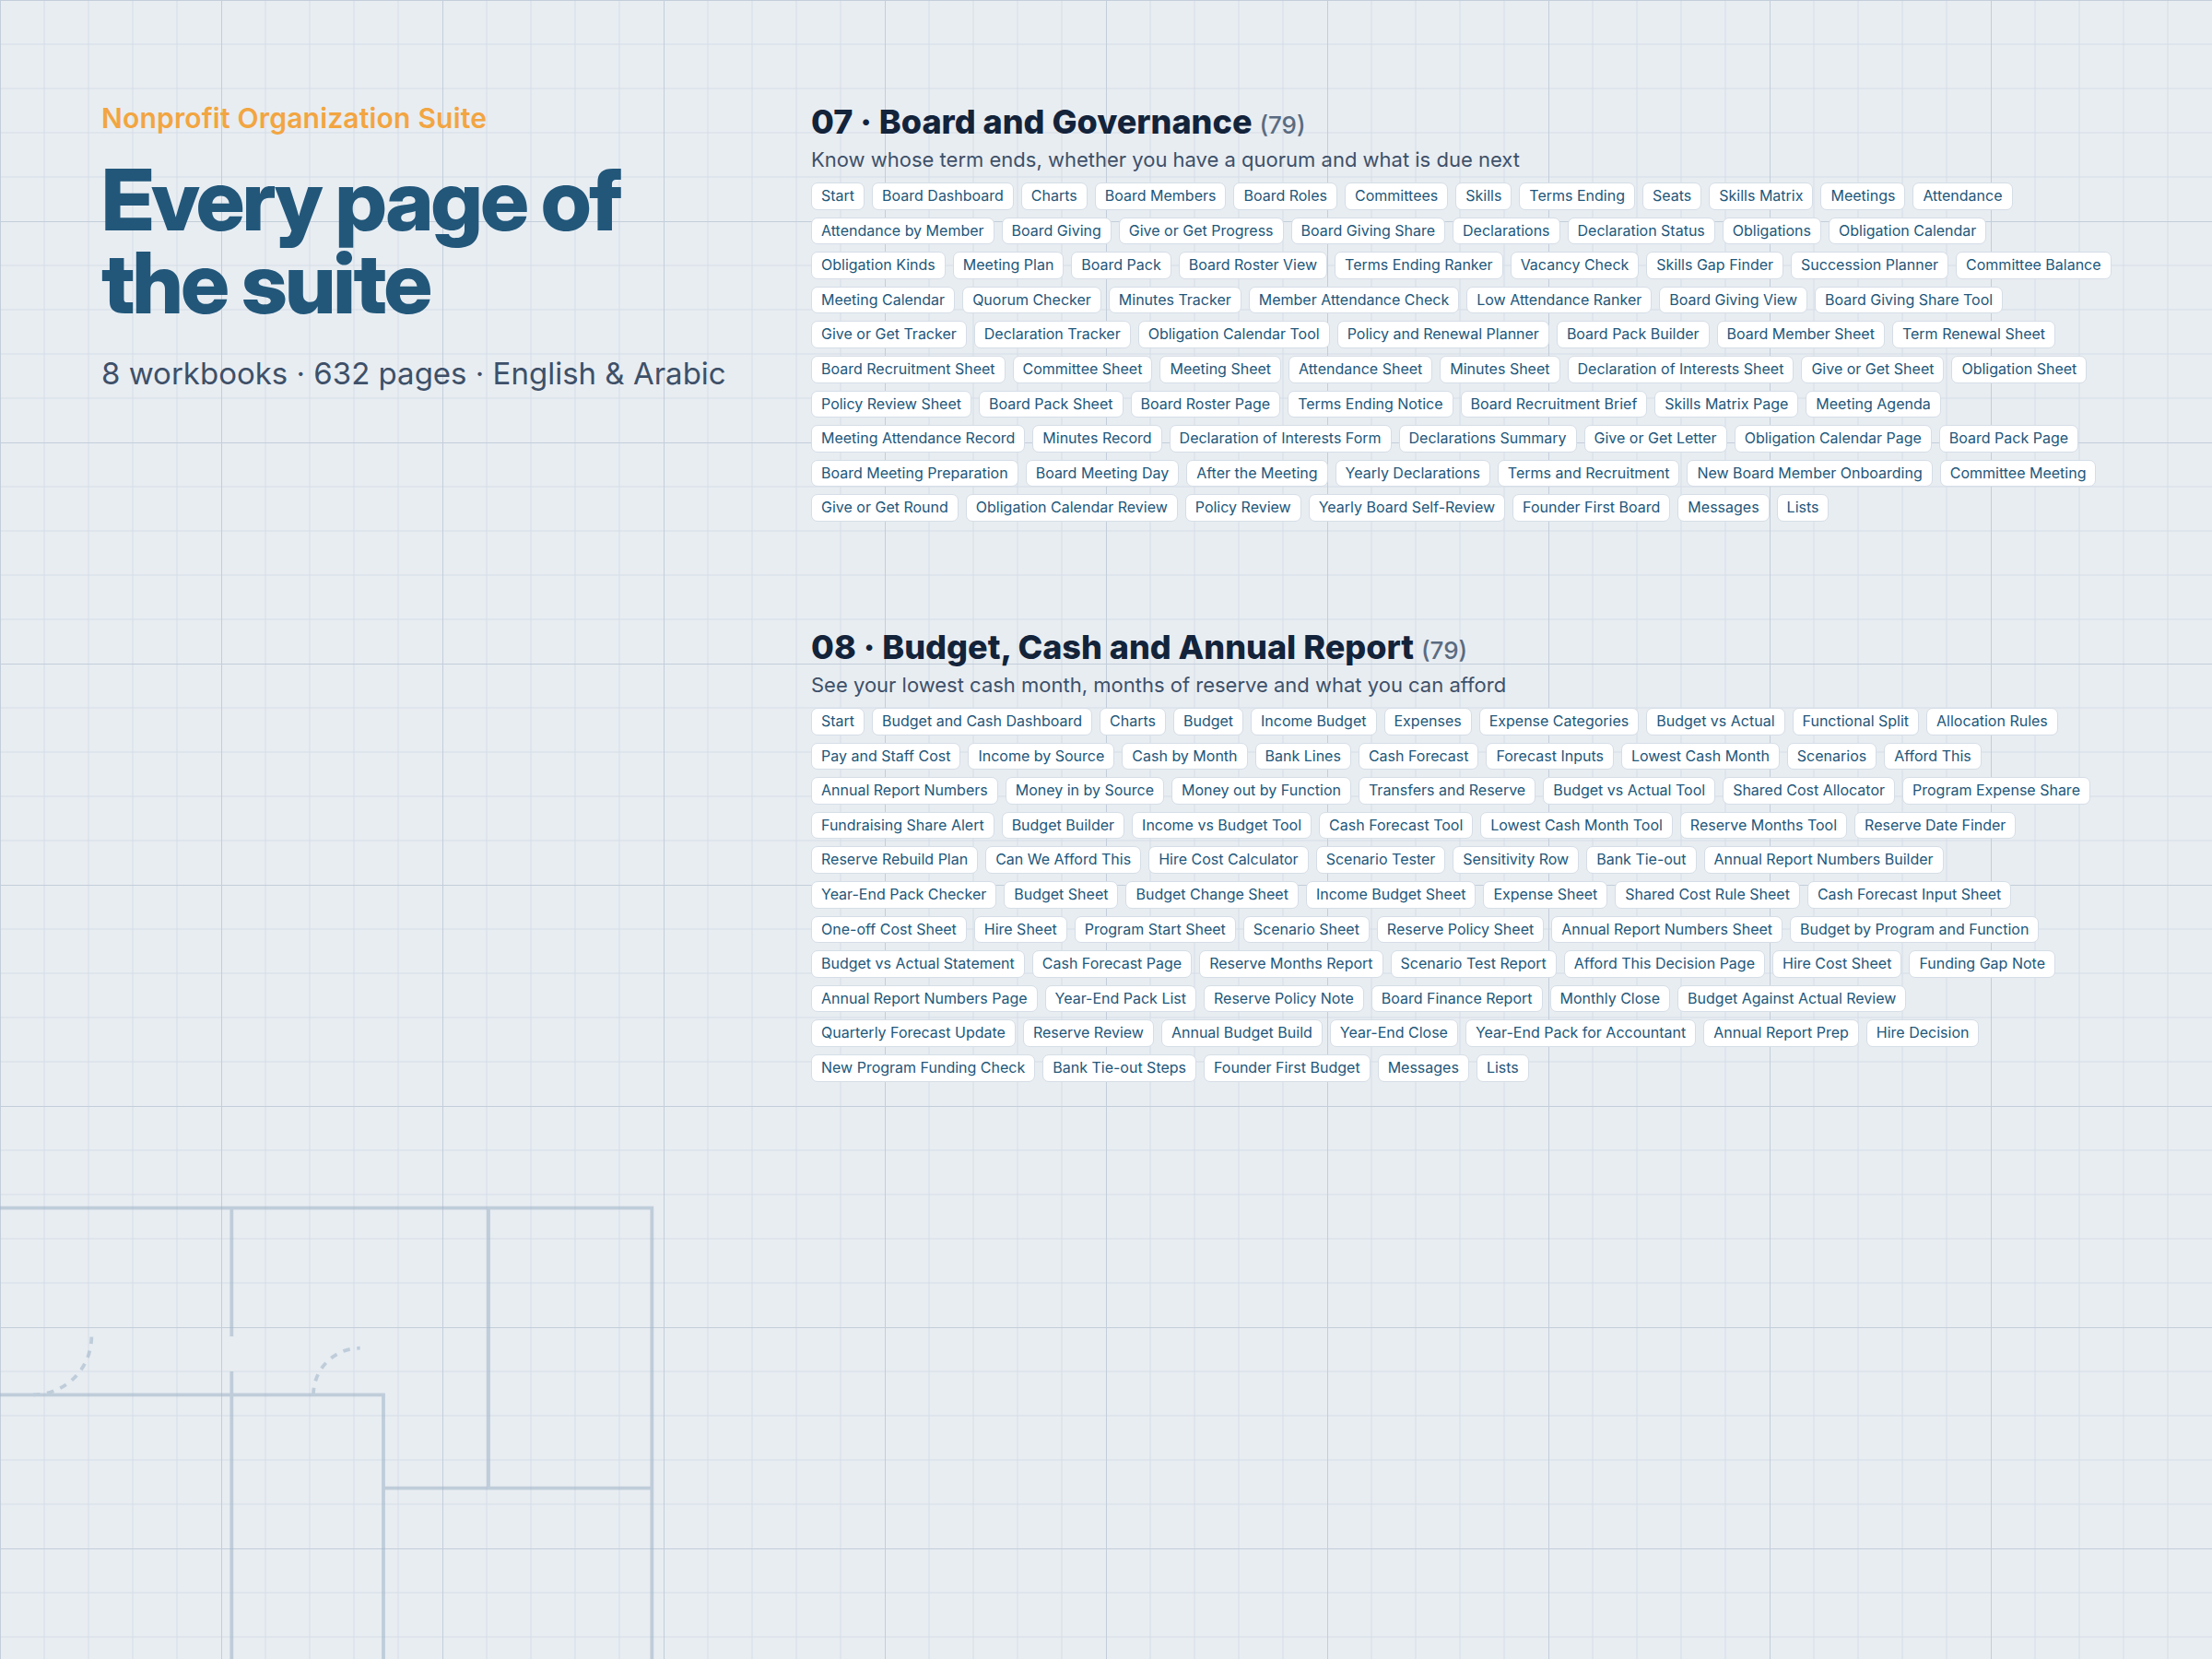 Nonprofit Organization Suite
Every page of
the suite
8 workbooks · 632 pages · English & Arabic
07 · Board and Governance (79)
Know whose term ends, whether you have a quorum and what is due next
Start Board Dashboard Charts Board Members Board Roles Committees Skills Terms Ending Seats Skills Matrix Meetings Attendance
Attendance by Member Board Giving Give or Get Progress Board Giving Share Declarations Declaration Status Obligations Obligation Calendar
Obligation Kinds Meeting Plan Board Pack Board Roster View Terms Ending Ranker Vacancy Check Skills Gap Finder Succession Planner Committee Balance
Meeting Calendar Quorum Checker Minutes Tracker Member Attendance Check Low Attendance Ranker Board Giving View Board Giving Share Tool
Give or Get Tracker Declaration Tracker Obligation Calendar Tool Policy and Renewal Planner Board Pack Builder Board Member Sheet Term Renewal Sheet
Board Recruitment Sheet Committee Sheet Meeting Sheet Attendance Sheet Minutes Sheet Declaration of Interests Sheet Give or Get Sheet Obligation Sheet
Policy Review Sheet Board Pack Sheet Board Roster Page Terms Ending Notice Board Recruitment Brief Skills Matrix Page Meeting Agenda
Meeting Attendance Record Minutes Record Declaration of Interests Form Declarations Summary Give or Get Letter Obligation Calendar Page Board Pack Page
Board Meeting Preparation Board Meeting Day After the Meeting Yearly Declarations Terms and Recruitment New Board Member Onboarding Committee Meeting
Give or Get Round Obligation Calendar Review Policy Review Yearly Board Self-Review Founder First Board Messages Lists
08 · Budget, Cash and Annual Report (79)
See your lowest cash month, months of reserve and what you can afford
Start Budget and Cash Dashboard Charts Budget Income Budget Expenses Expense Categories Budget vs Actual Functional Split Allocation Rules
Pay and Staff Cost Income by Source Cash by Month Bank Lines Cash Forecast Forecast Inputs Lowest Cash Month Scenarios Afford This
Annual Report Numbers Money in by Source Money out by Function Transfers and Reserve Budget vs Actual Tool Shared Cost Allocator Program Expense Share
Fundraising Share Alert Budget Builder Income vs Budget Tool Cash Forecast Tool Lowest Cash Month Tool Reserve Months Tool Reserve Date Finder
Reserve Rebuild Plan Can We Afford This Hire Cost Calculator Scenario Tester Sensitivity Row Bank Tie-out Annual Report Numbers Builder
Year-End Pack Checker Budget Sheet Budget Change Sheet Income Budget Sheet Expense Sheet Shared Cost Rule Sheet Cash Forecast Input Sheet
One-off Cost Sheet Hire Sheet Program Start Sheet Scenario Sheet Reserve Policy Sheet Annual Report Numbers Sheet Budget by Program and Function
Budget vs Actual Statement Cash Forecast Page Reserve Months Report Scenario Test Report Afford This Decision Page Hire Cost Sheet Funding Gap Note
Annual Report Numbers Page Year-End Pack List Reserve Policy Note Board Finance Report Monthly Close Budget Against Actual Review
Quarterly Forecast Update Reserve Review Annual Budget Build Year-End Close Year-End Pack for Accountant Annual Report Prep Hire Decision
New Program Funding Check Bank Tie-out Steps Founder First Budget Messages Lists